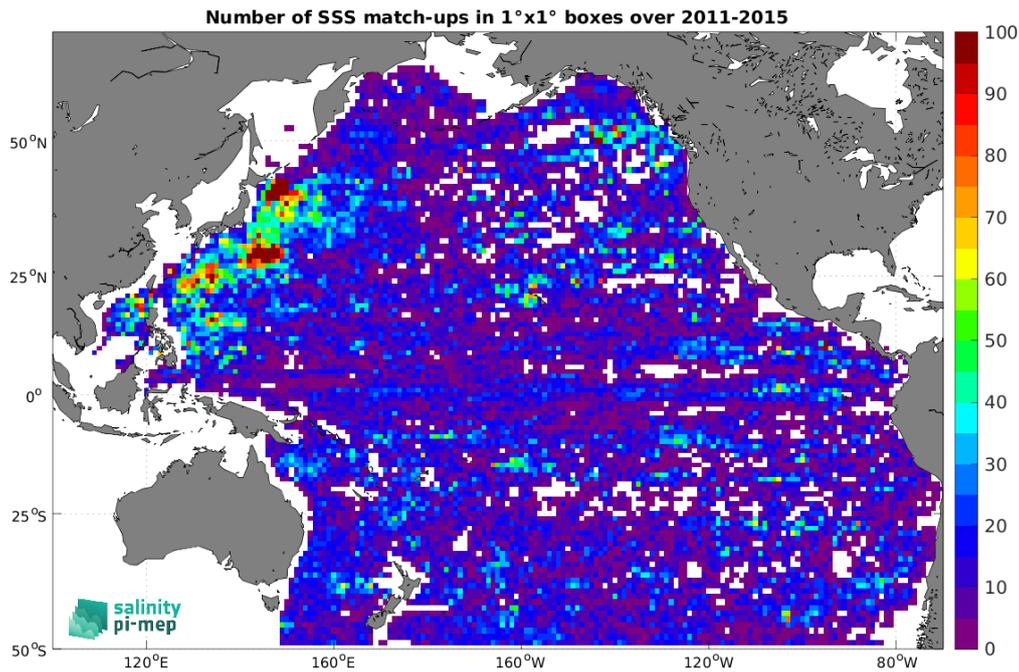 Number of SSS match-ups in 1°x1° boxes over 2011-2015
100
90
80
70
60
50
40
30
20
10
0
50°N
25°N
0°
25°S
50°S
120°E
160°E
160°W
120°W
80°W
salinity
pi-mep